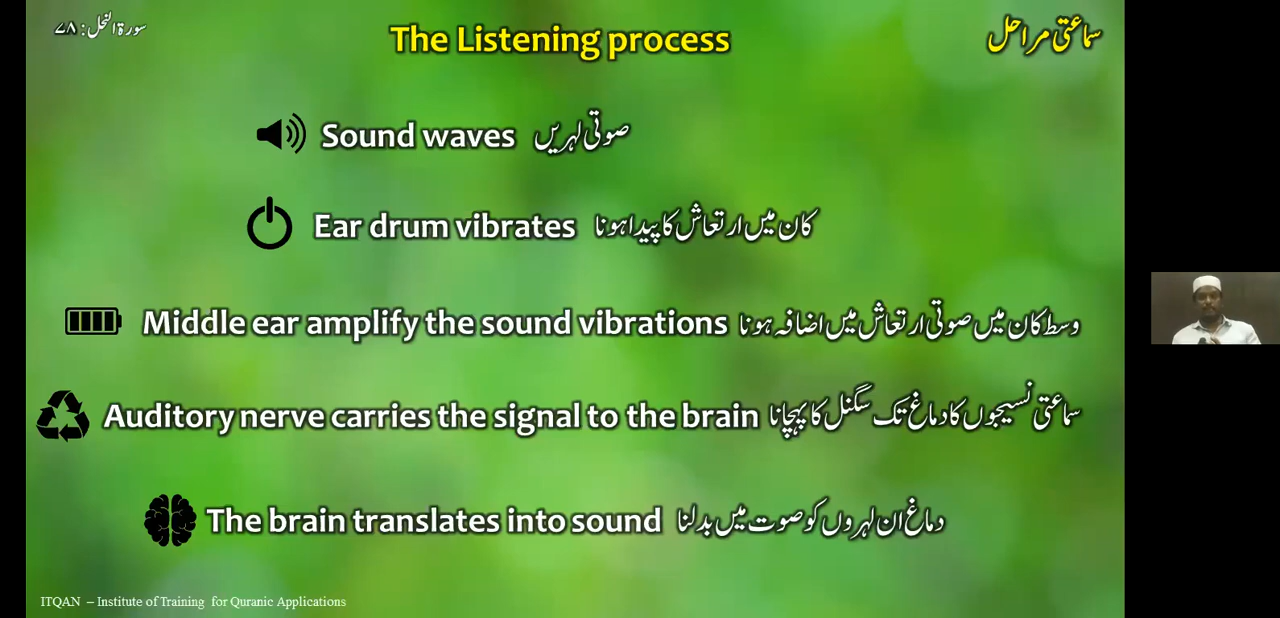 سورۃ النحل: ۷۸
The Listening process
سماعتی مراحل
Sound waves صوتی لہریں
Ear drum vibrates کان میں ارتعاش کا پیدا ہونا
Middle ear amplify the sound vibrations وسط کان میں صوتی ارتعاش میں اضافہ ہونا
Auditory nerve carries the signal to the brain سماعتی نسیجوں کا دماغ تک سگنل کا پہچانا
The brain translates into sound دماغ ان لہروں کو صوت میں بدلنا
ITQAN – Institute of Training for Quranic Applications